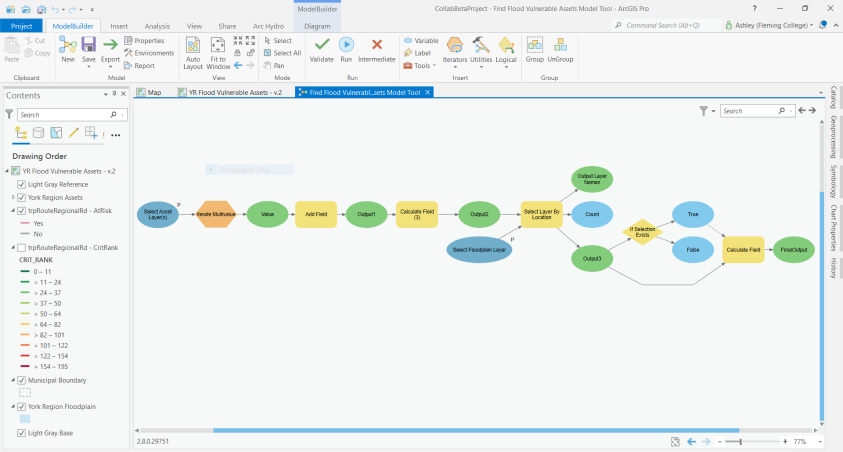 ModelBuilder
CollabBetaProject - Find Flood Vulnerable Assets Model Tool - ArcGIS Pro
Project ModelBuilder Insert Analysis View Share Arc Hydro Diagram
Command Search (Alt+Q)
Ashley (Fleming College)
Paste
Cut
Copy
Clipboard
New
Save
Export
Properties
Environments
Report
Model
Auto Layout
Fit to Window
View
Select
Select All
Pan
Mode
Validate
Run
Intermediate
Run
Variable
Label
Tools
Iterators
Utilities
Logical
Insert
Group
UnGroup
Group
Contents
Search
Drawing Order
YR Flood Vulnerable Assets - v.2
Light Gray Reference
York Region Assets
trpRouteRegionalRd - AtRisk
Yes
No
trpRouteRegionalRd - CritRank
CRIT_RANK
0 – 11
> 11 – 24
> 24 – 37
> 37 – 50
> 50 – 64
> 64 – 82
> 82 – 101
> 101 – 122
> 122 – 154
> 154 – 195
Municipal Boundary
York Region Floodplain
Light Gray Base
Map
YR Flood Vulnerable Assets - v.2
Find Flood Vulnerabl...sets Model Tool
Search
Select Asset
Layer(s)
P
Iterate Multivalue
Value
Add Field
Output1
Calculate Field
(3)
Output2
Select Floodplain Layer
P
Select Layer By
Location
Output Layer
Names
Count
Output3
If Selection
Exists
True
False
Calculate Field
FinalOutput
2.8.0.29751
77%
Catalog
Geoprocessing
Symbology
Chart Properties
History